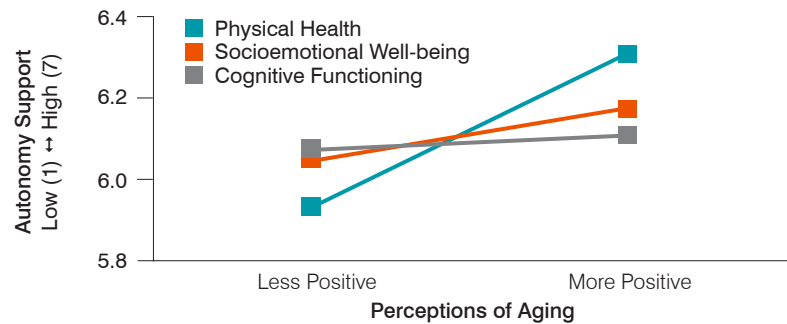 6.4
6.2
6.0
5.8
Autonomy Support
Low (1) ↔ High (7)
Physical Health
Socioemotional Well-being
Cognitive Functioning
Less Positive
More Positive
Perceptions of Aging